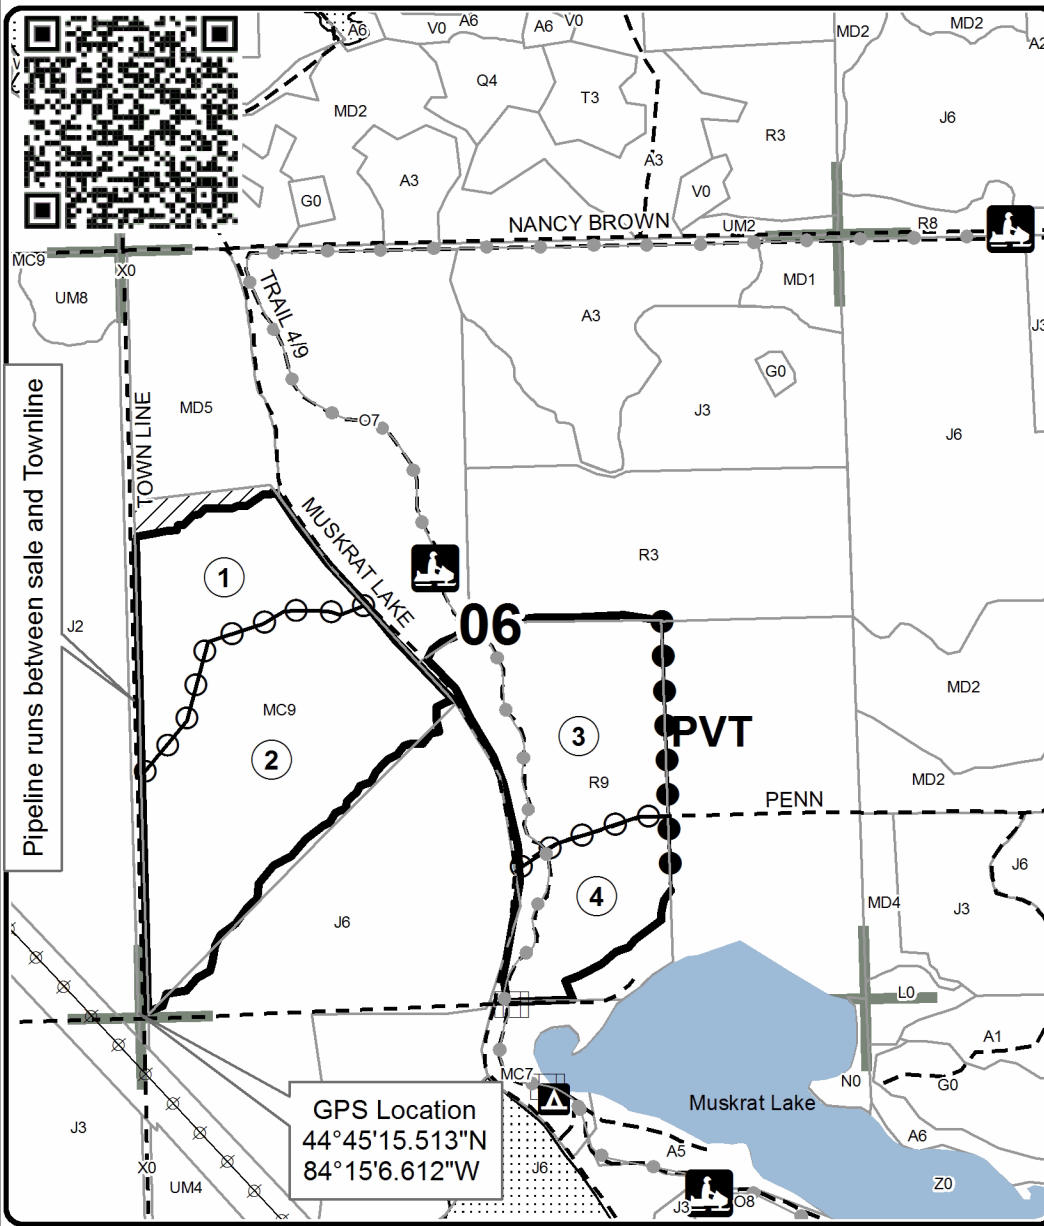 A6
V0
A6
A6
V0
MD2
MD2
A2
Q4
T3
MD2
J6
R3
A3
A3
G0
V0
NANCY BROWN
UM2
R8
MC9
X0
MD1
UM8
TRAIL 4/9
A3
J3
G0
MD5
J3
O7
J6
TOWN LINE
Pipeline runs between sale and Townline
MUSKRAT LAKE
R3
1
06
J2
MD2
MC9
3
PVT
2
R9
MD2
PENN
J6
4
MD4
J3
J6
L0
A1
MC7
N0
G0
Muskrat Lake
GPS Location
44°45'15.513"N
84°15'6.612"W
J3
A6
A5
J6
X0
UM4
Z0
J3
O8